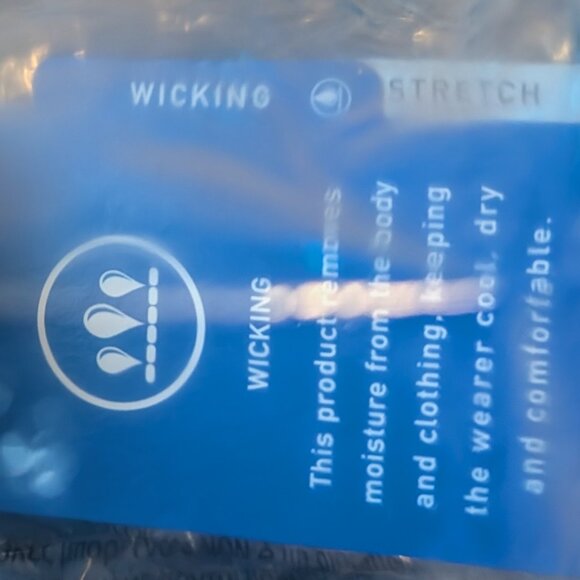 WICKING
STRETCH
WICKING
This product removes
moisture from the body
and clothing, keeping
the wearer cool, dry
and comfortable.